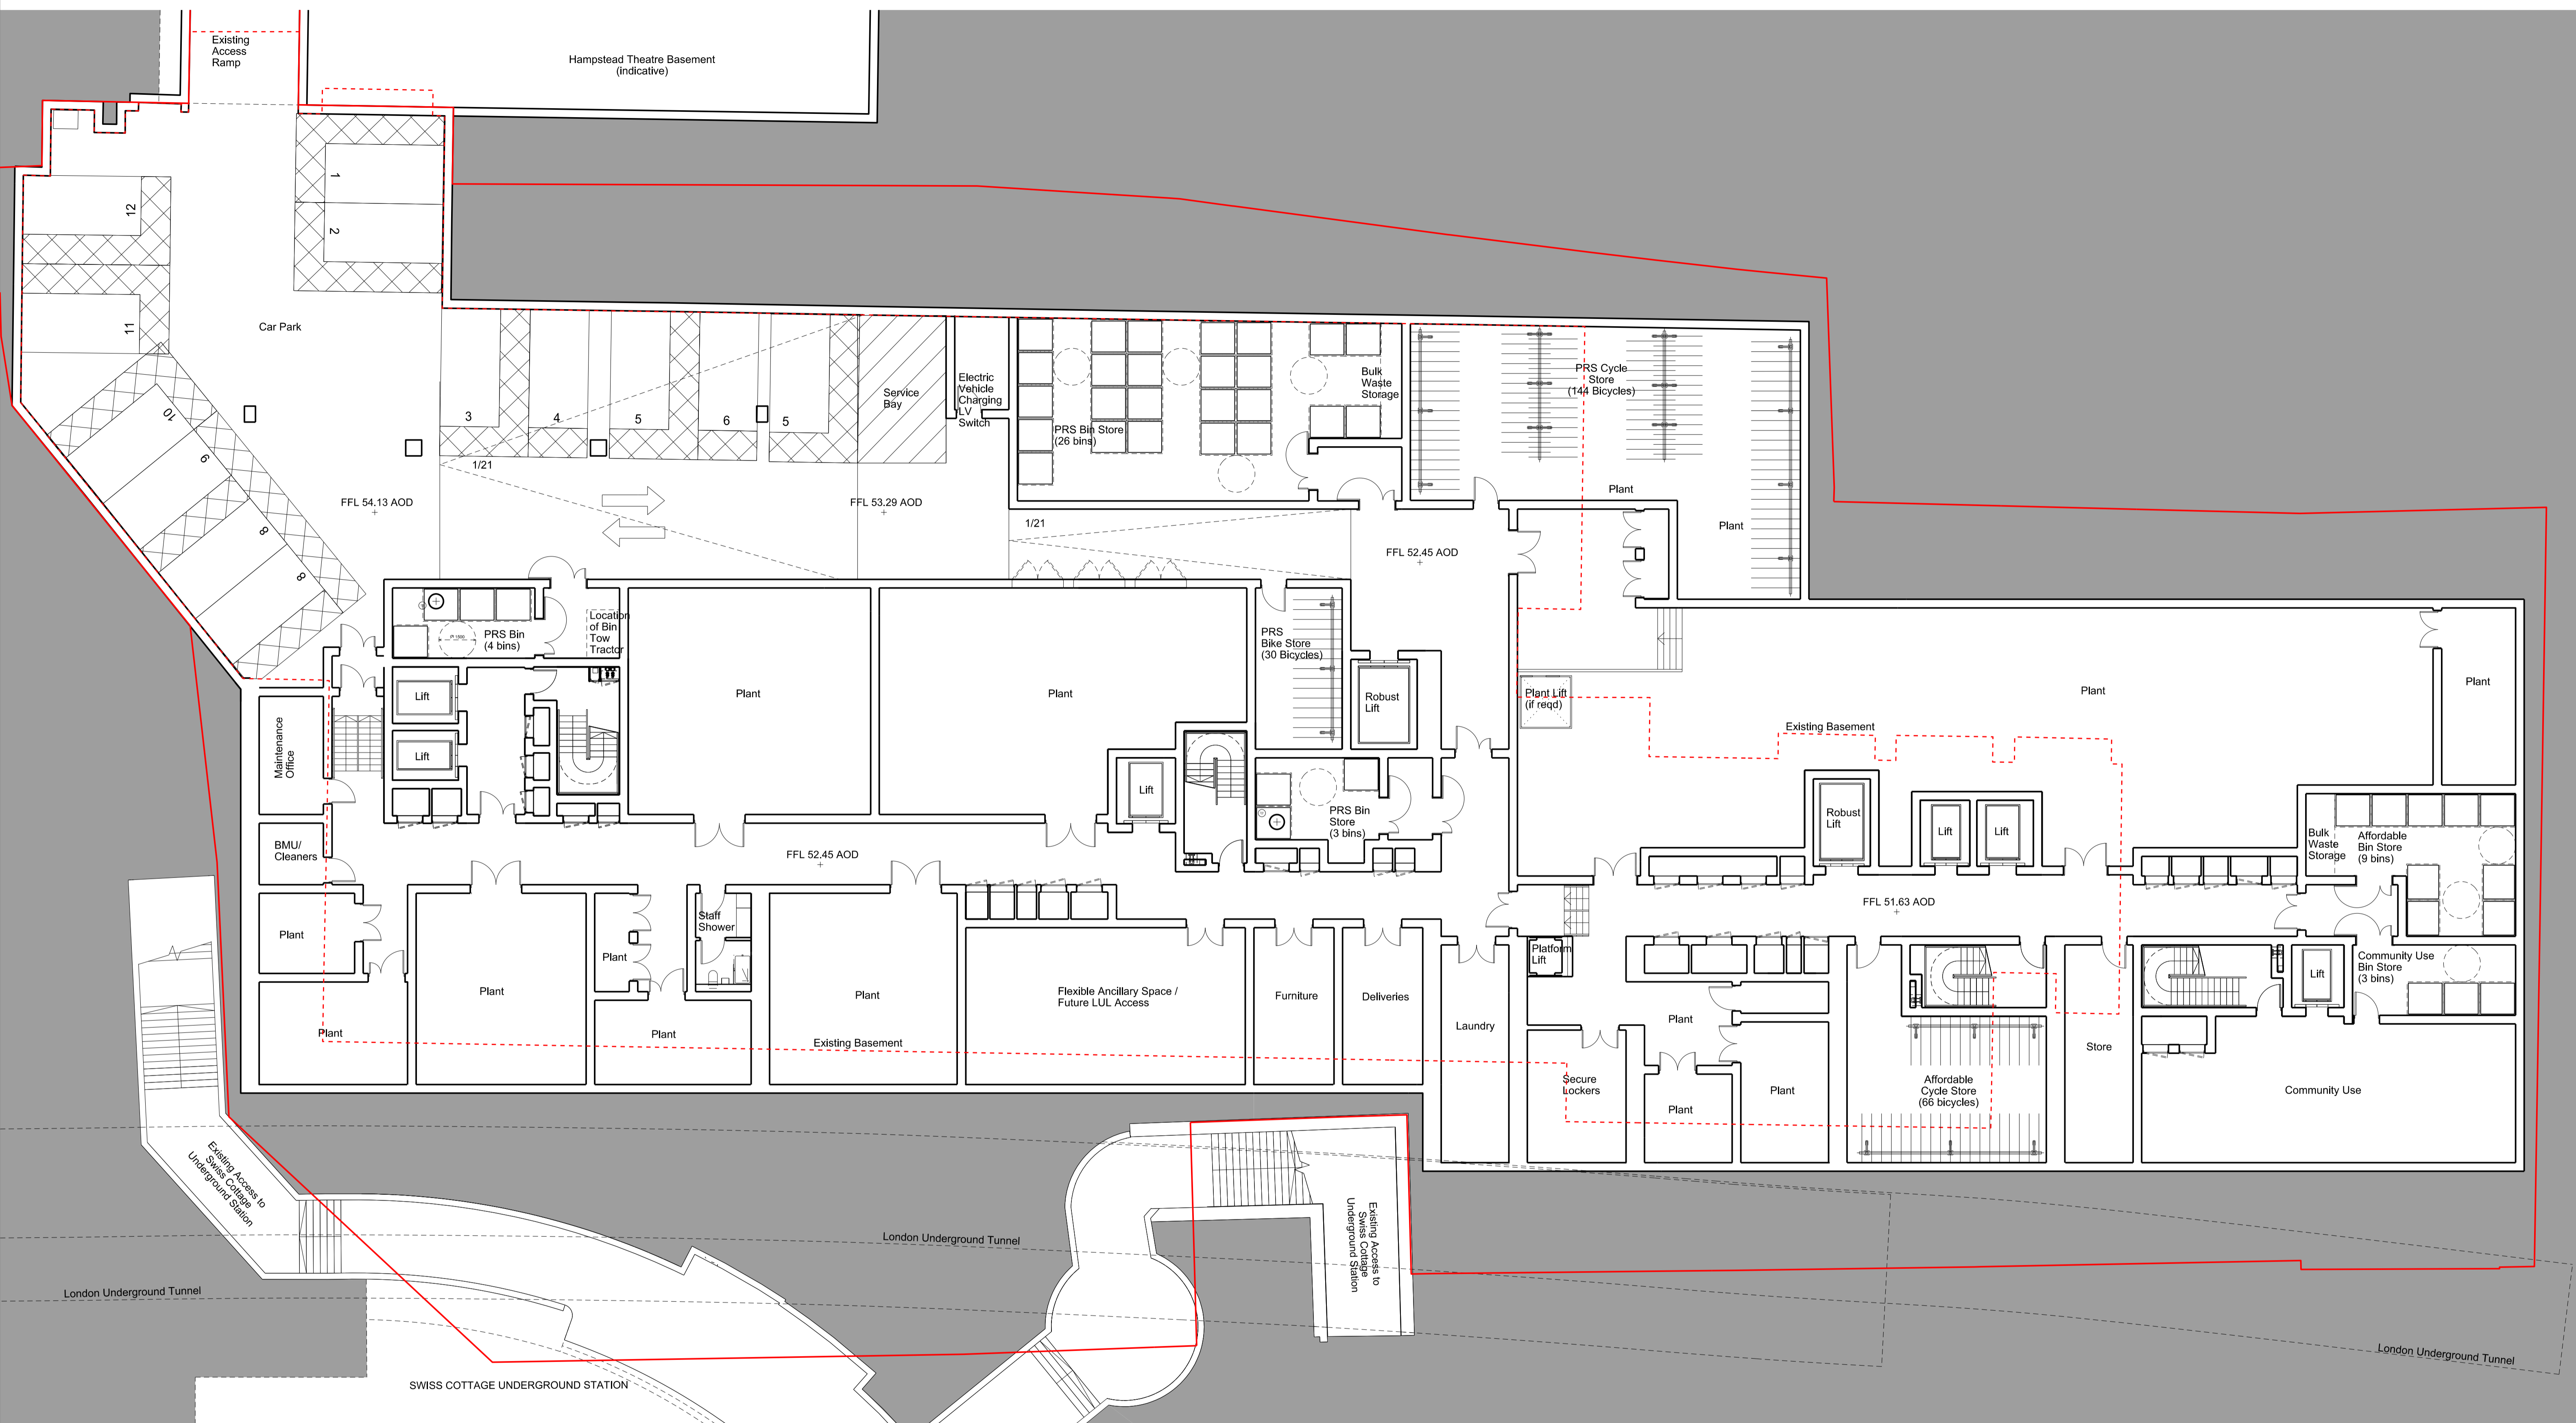 Existing
Access
Ramp
Hampstead Theatre Basement
(indicative)
1
2
12
11
Car Park
10
9
8
8
3
4
5
6
5
Service
Bay
Electric
Vehicle
Charging
LV
Switch
PRS Bin Store
(26 bins)
Bulk
Waste
Storage
PRS Cycle
Store
(144 Bicycles)
Plant
Plant
1/21
1/21
FFL 54.13 AOD
FFL 53.29 AOD
FFL 52.45 AOD
PRS Bin
(4 bins)
Location
of Bin
Tow
Tractor
PRS
Bike Store
(30 Bicycles)
Robust
Lift
Plant Lift
(if reqd)
Plant
Plant
Plant
Plant
Existing Basement
Maintenance
Office
Lift
Lift
Lift
PRS Bin
Store
(3 bins)
Robust
Lift
Lift
Lift
Bulk
Waste
Storage
Affordable
Bin Store
(9 bins)
BMU/
Cleaners
FFL 52.45 AOD
FFL 51.63 AOD
Plant
Plant
Plant
Plant
Staff
Shower
Plant
Plant
Flexible Ancillary Space /
Future LUL Access
Furniture
Deliveries
Laundry
Platform
Lift
Plant
Secure
Lockers
Plant
Plant
Affordable
Cycle Store
(66 bicycles)
Store
Lift
Community Use
Bin Store
(3 bins)
Community Use
Existing Basement
Existing Access to
Swiss Cottage
Underground Station
Existing Access to
Swiss Cottage
Underground Station
London Underground Tunnel
London Underground Tunnel
London Underground Tunnel
SWISS COTTAGE UNDERGROUND STATION